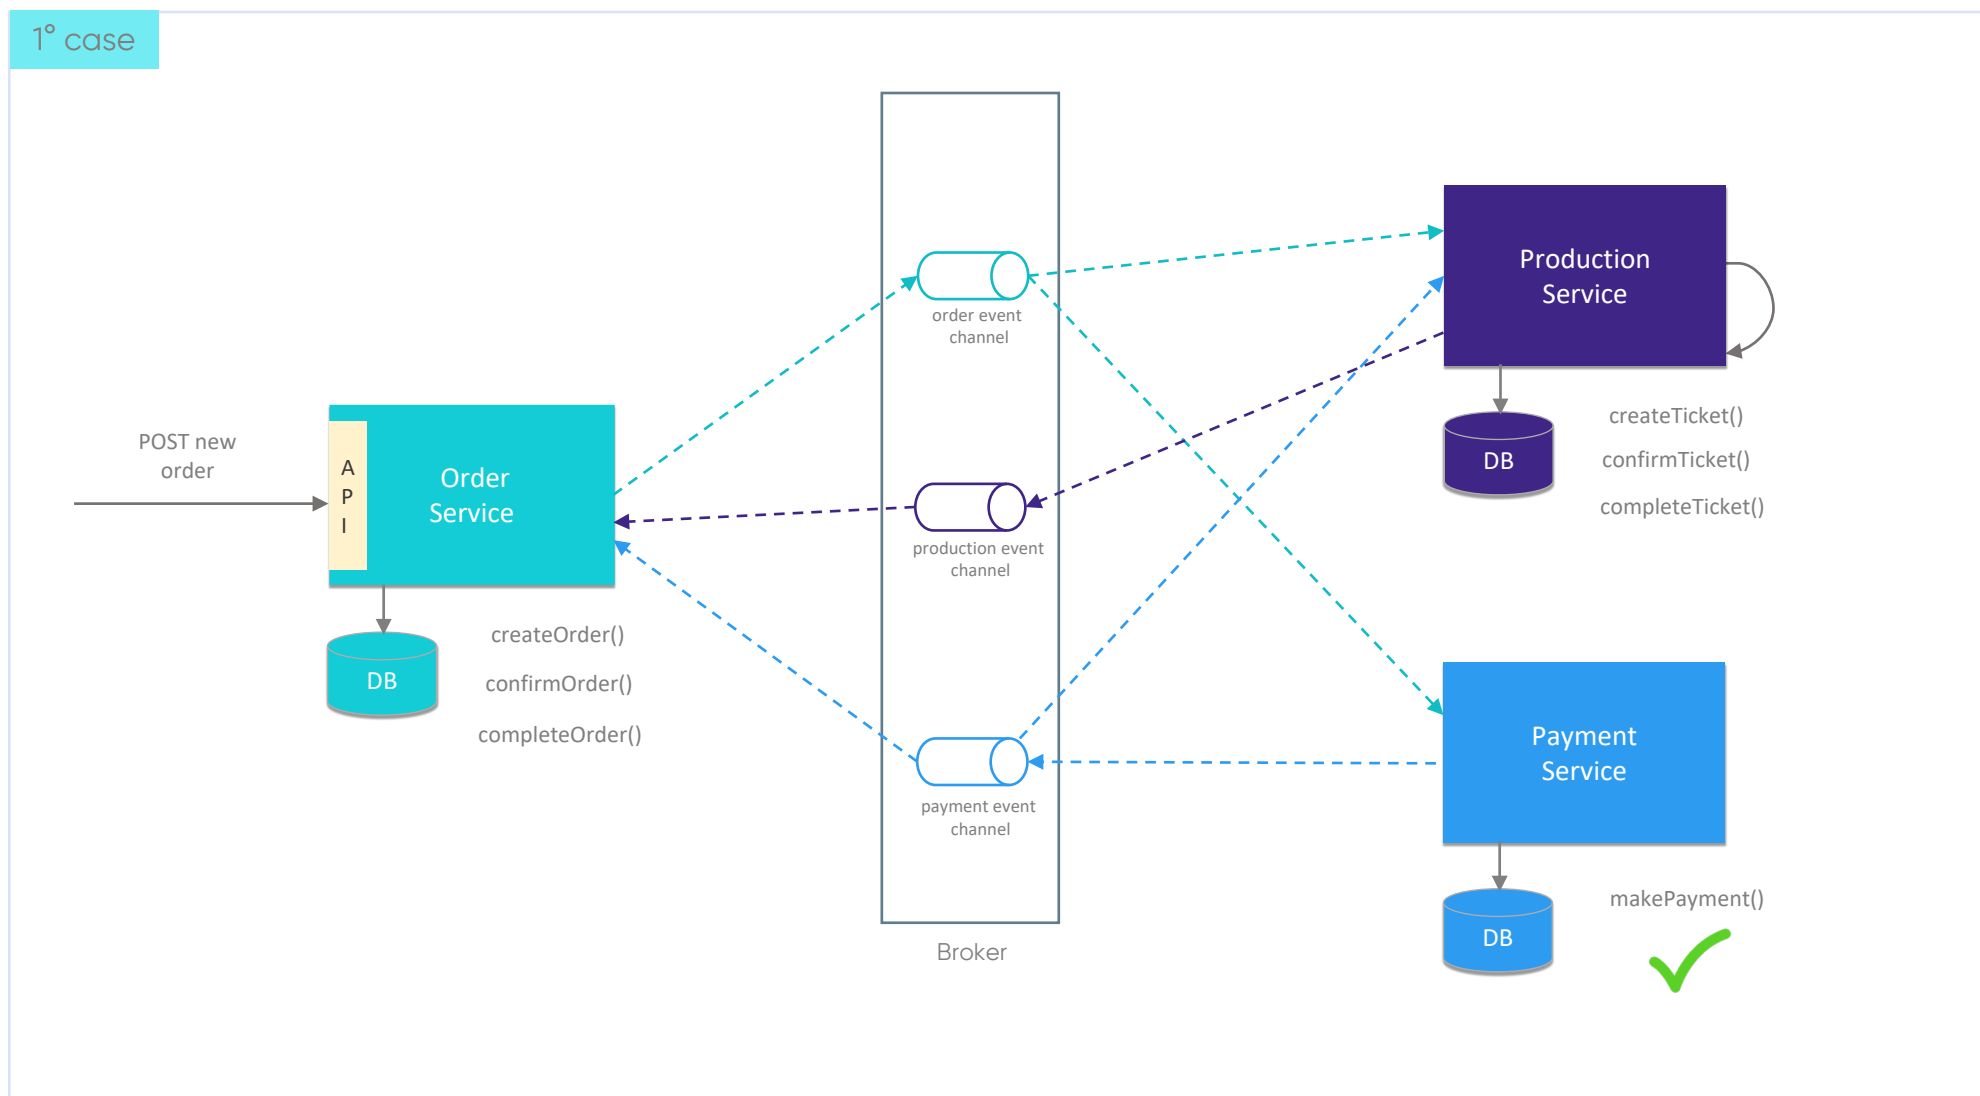 1° case
POST new
order
A
P
I
Order
Service
DB
createOrder()
confirmOrder()
completeOrder()
order event
channel
production event
channel
payment event
channel
Broker
Production
Service
DB
createTicket()
confirmTicket()
completeTicket()
Payment
Service
DB
makePayment()